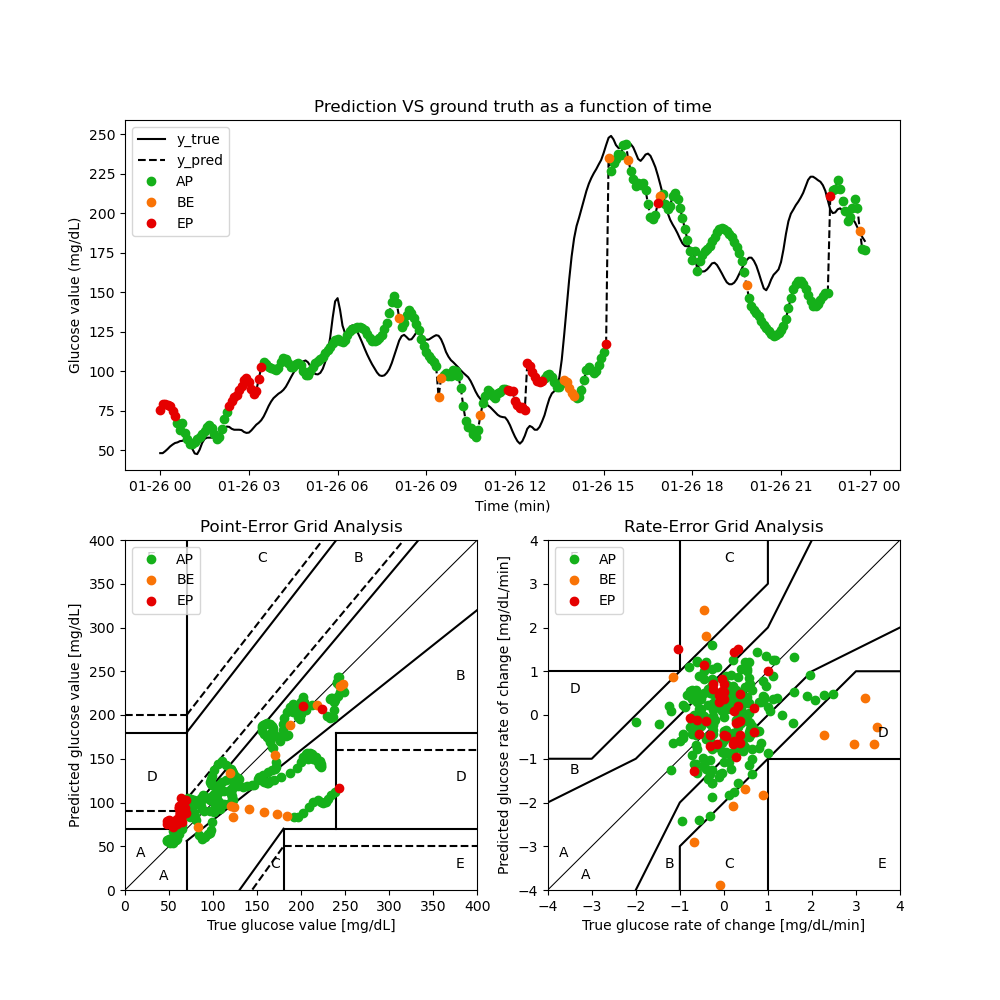 Prediction VS ground truth as a function of time
Glucose value (mg/dL)
250
225
200
175
150
125
100
75
50
y_true
y_pred
AP
BE
EP
01-26 00 01-26 03 01-26 06 01-26 09 01-26 12 01-26 15 01-26 18 01-26 21 01-27 00
Time (min)
Point-Error Grid Analysis
Predicted glucose value [mg/dL]
400
350
300
250
200
150
100
50
0
AP
BE
EP
C B
B
D D
A C E
A
0 50 100 150 200 250 300 350 400
True glucose value [mg/dL]
Rate-Error Grid Analysis
Predicted glucose rate of change [mg/dL/min]
4
3
2
1
0
−1
−2
−3
−4
AP
BE
EP
C
D
D
B
A
B C E
A
−4 −3 −2 −1 0 1 2 3 4
True glucose rate of change [mg/dL/min]